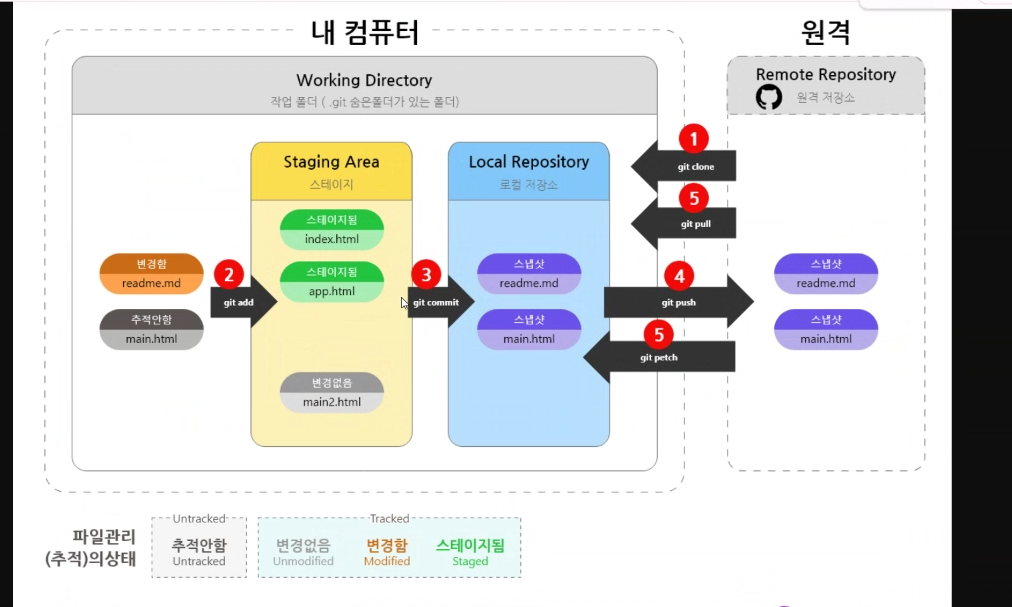 내 컴퓨터
원격
Working Directory
작업 폴더 ( .git 숨은폴더가 있는 폴더)
Remote Repository
원격 저장소
Staging Area
스테이지
Local Repository
로컬 저장소
1
git clone
5
git pull
스테이지됨
index.html
스테이지됨
app.html
변경함
readme.md
추적안함
main.html
2
git add
3
git commit
스냅샷
readme.md
스냅샷
main.html
4
git push
5
git petch
스냅샷
readme.md
스냅샷
main.html
변경없음
main2.html
파일관리
(추적)의상태
Untracked
추적안함
Untracked
Tracked
변경없음
Unmodified
변경함
Modified
스테이지됨
Staged